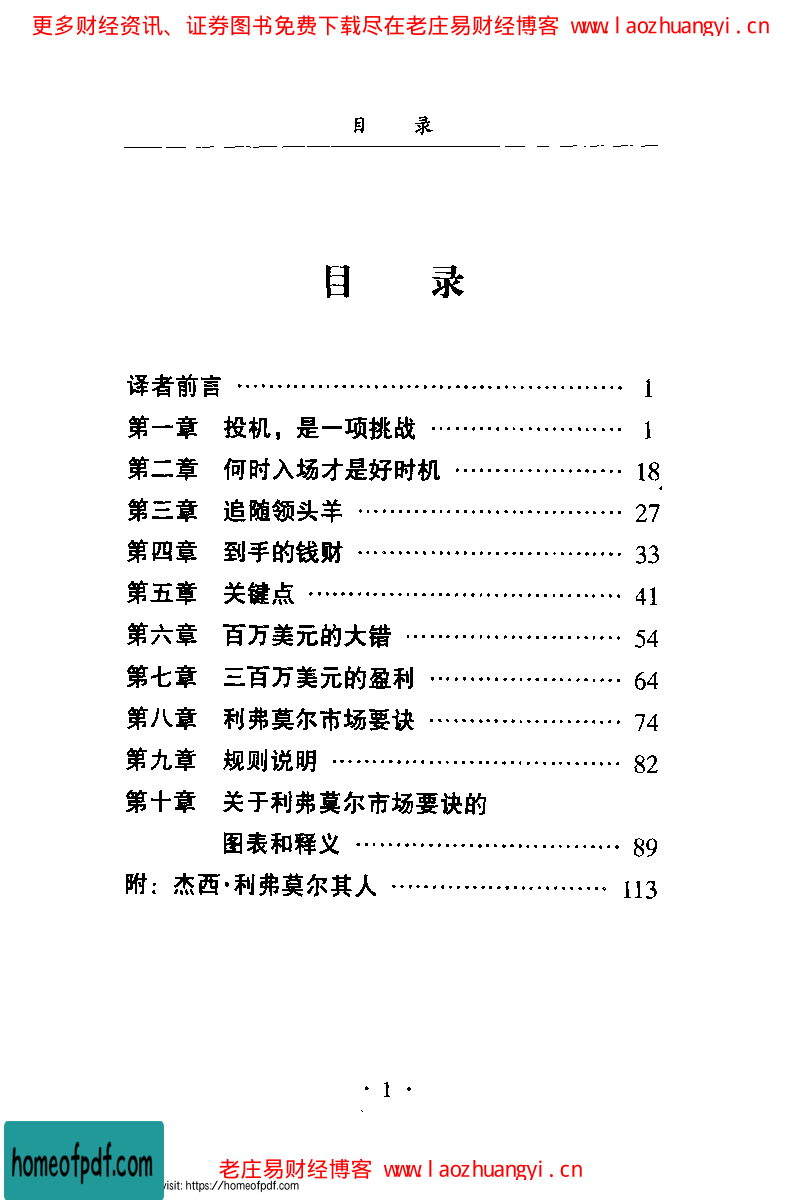 更多财经资讯、证券图书免费下载尽在老庄易财经博客 www.laozhuangyi.cn
目 录
目 录
译者前言 ………………………………………… 1
第一章 投机，是一项挑战 …………………… 1
第二章 何时入场才是好时机 ………………… 18
第三章 追随领头羊 …………………………… 27
第四章 到手的钱财 …………………………… 33
第五章 关键点 ………………………………… 41
第六章 百万美元的大错 ……………………… 54
第七章 三百万美元的盈利 …………………… 64
第八章 利弗莫尔市场要诀 …………………… 74
第九章 规则说明 ……………………………… 82
第十章 关于利弗莫尔市场要诀的
图表和释义 …………………………… 89
附：杰西·利弗莫尔其人 ……………………… 113
· 1 ·
homeofpdf.com
老庄易财经博客 www.laozhuangyi.cn
visit: https://homeofpdf.com